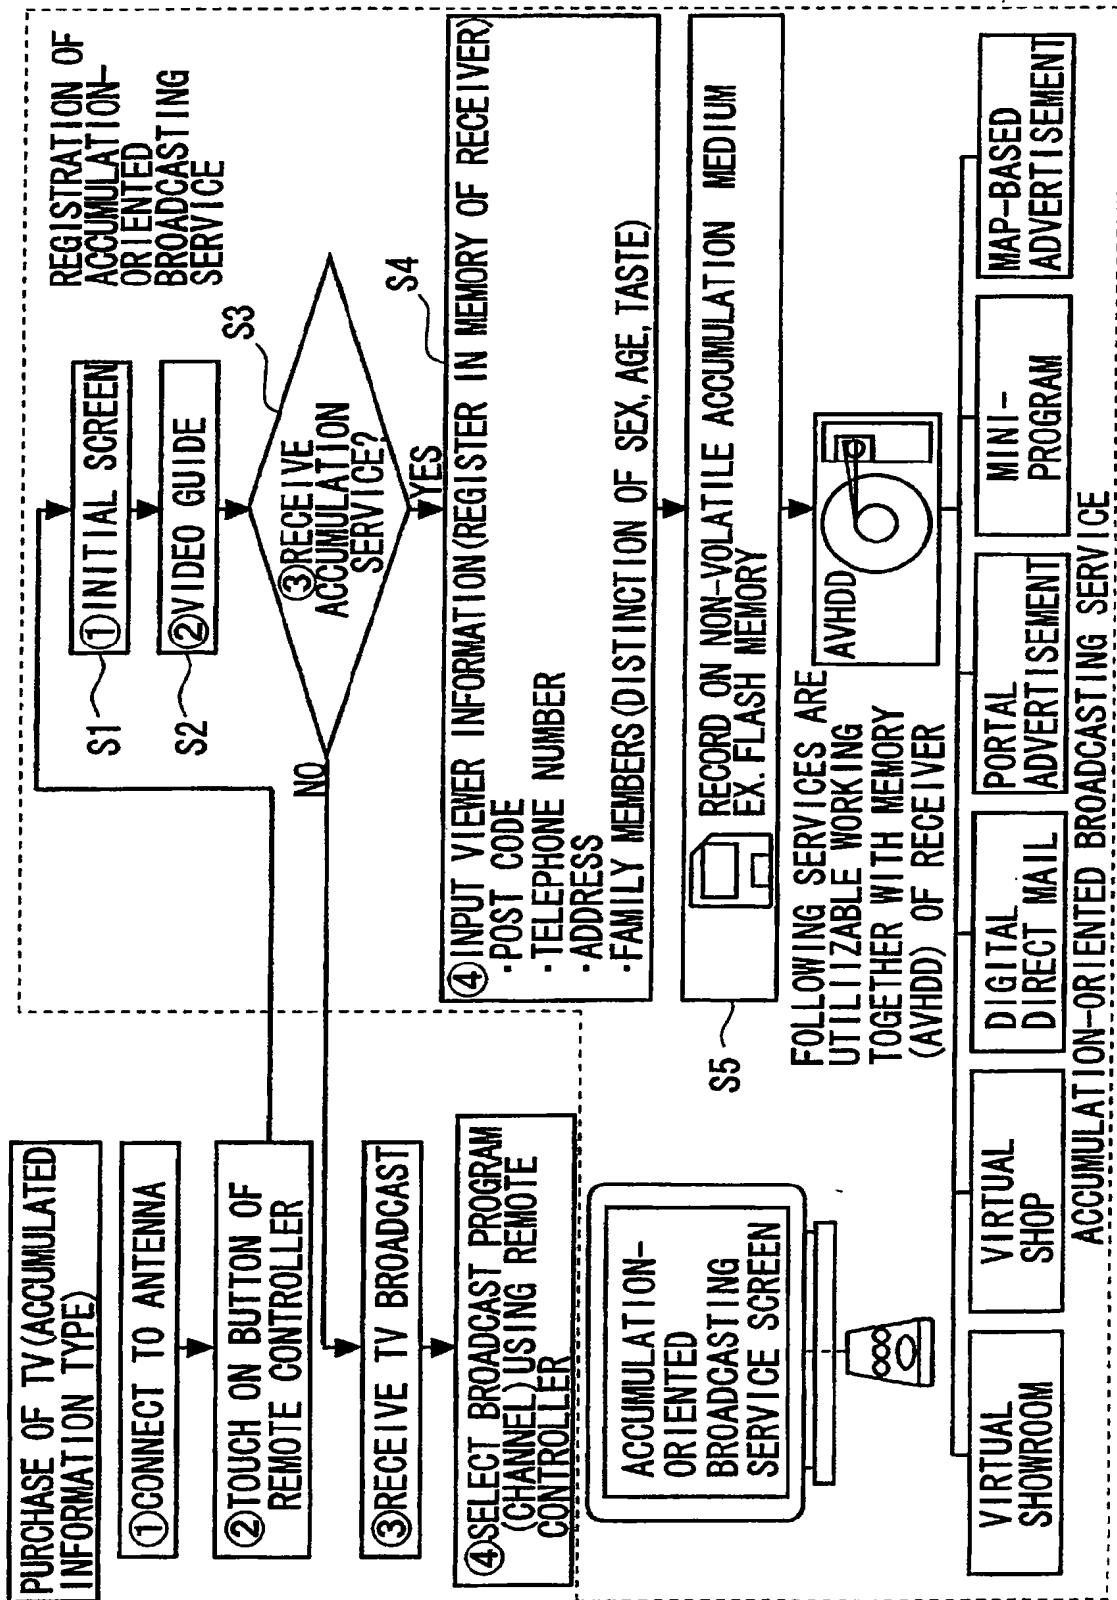 PURCHASE OF TV(ACCUMULATED
INFORMATION TYPE)
①CONNECT TO ANTENNA
②TOUCH ON BUTTON OF
REMOTE CONTROLLER
③RECEIVE TV BROADCAST
④SELECT BROADCAST PROGRAM
(CHANNEL)USING REMOTE
CONTROLLER
REGISTRATION OF
ACCUMULATION-
ORIENTED
BROADCASTING
SERVICE
①INITIAL SCREEN
S1
②VIDEO GUIDE
S2
③RECEIVE
ACCUMULATION
SERVICE?
S3
NO
YES
S4
④INPUT VIEWER INFORMATION(REGISTER IN MEMORY OF RECEIVER)
·POST CODE
·TELEPHONE NUMBER
·ADDRESS
·FAMILY MEMBERS(DISTINCTION OF SEX, AGE, TASTE)
RECORD ON NON-VOLATILE ACCUMULATION MEDIUM
EX.FLASH MEMORY
S5
FOLLOWING SERVICES ARE
UTILIIZABLE WORKING
TOGETHER WITH MEMORY
(AVHDD) OF RECEIVER
AVHDD
ACCUMULATION-
ORIENTED
BROADCASTING
SERVICE SCREEN
VIRTUAL
SHOWROOM
VIRTUAL
SHOP
DIGITAL
DIRECT MAIL
PORTAL
ADVERTISEMENT
MINI-
PROGRAM
MAP-BASED
ADVERTISEMENT
ACCUMULATION-ORIENTED BROADCASTING SERVICE